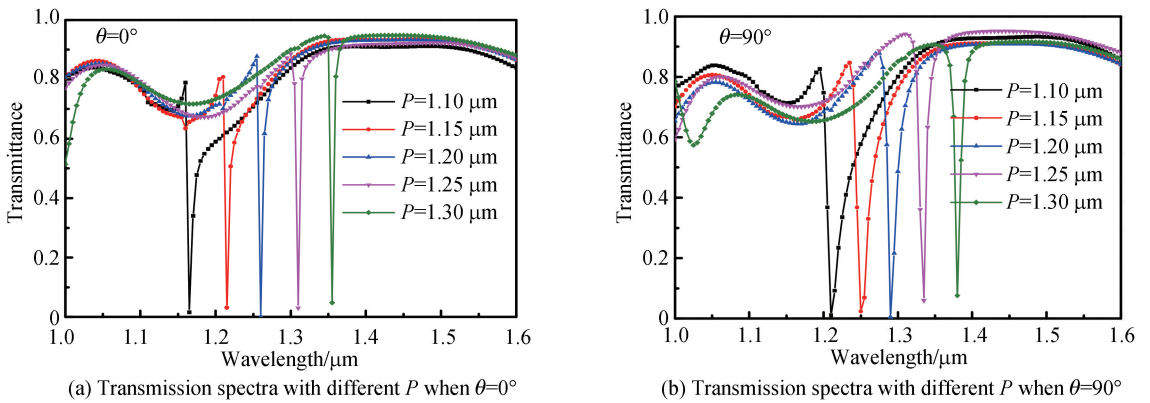 1.0
0.8
0.6
0.4
0.2
0
Transmittance
θ=0°
P=1.10 μm
P=1.15 μm
P=1.20 μm
P=1.25 μm
P=1.30 μm
1.0 1.1 1.2 1.3 1.4 1.5 1.6
Wavelength/μm
(a) Transmission spectra with different P when θ=0°
1.0
0.8
0.6
0.4
0.2
0
Transmittance
θ=90°
P=1.10 μm
P=1.15 μm
P=1.20 μm
P=1.25 μm
P=1.30 μm
1.0 1.1 1.2 1.3 1.4 1.5 1.6
Wavelength/μm
(b) Transmission spectra with different P when θ=90°